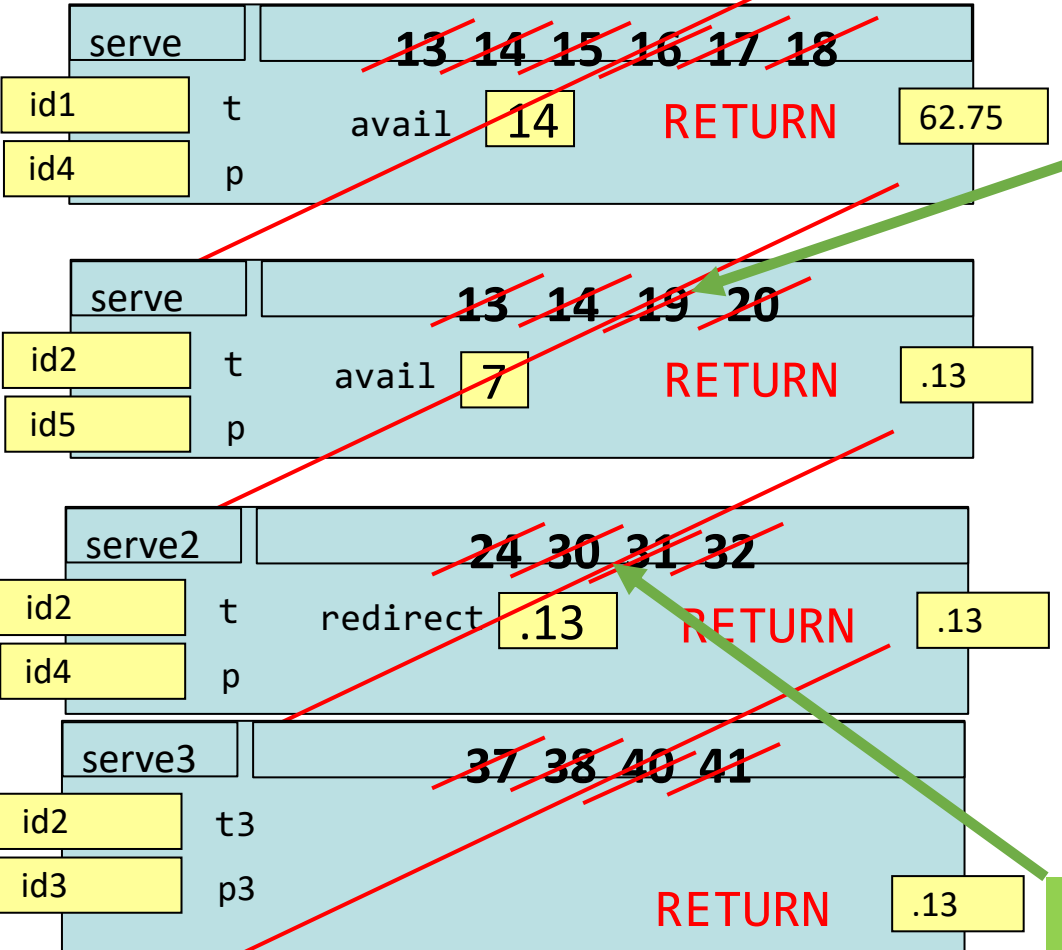 serve 13 14 15 16 17 18
id1 t avail 14 RETURN 62.75
id4 p
serve 13 14 19 20
id2 t avail 7 RETURN .13
id5 p
serve2 24 30 31 32
id2 t redirect .13 RETURN .13
id4 p
serve3 37 38 40 41
id2 t3
id3 p3
RETURN .13